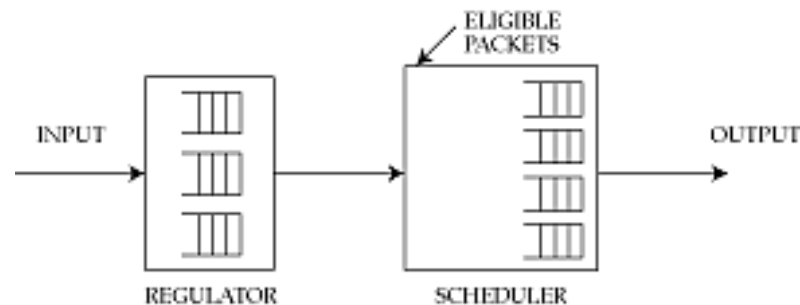 ELIGIBLE
PACKETS
INPUT
OUTPUT
REGULATOR
SCHEDULER